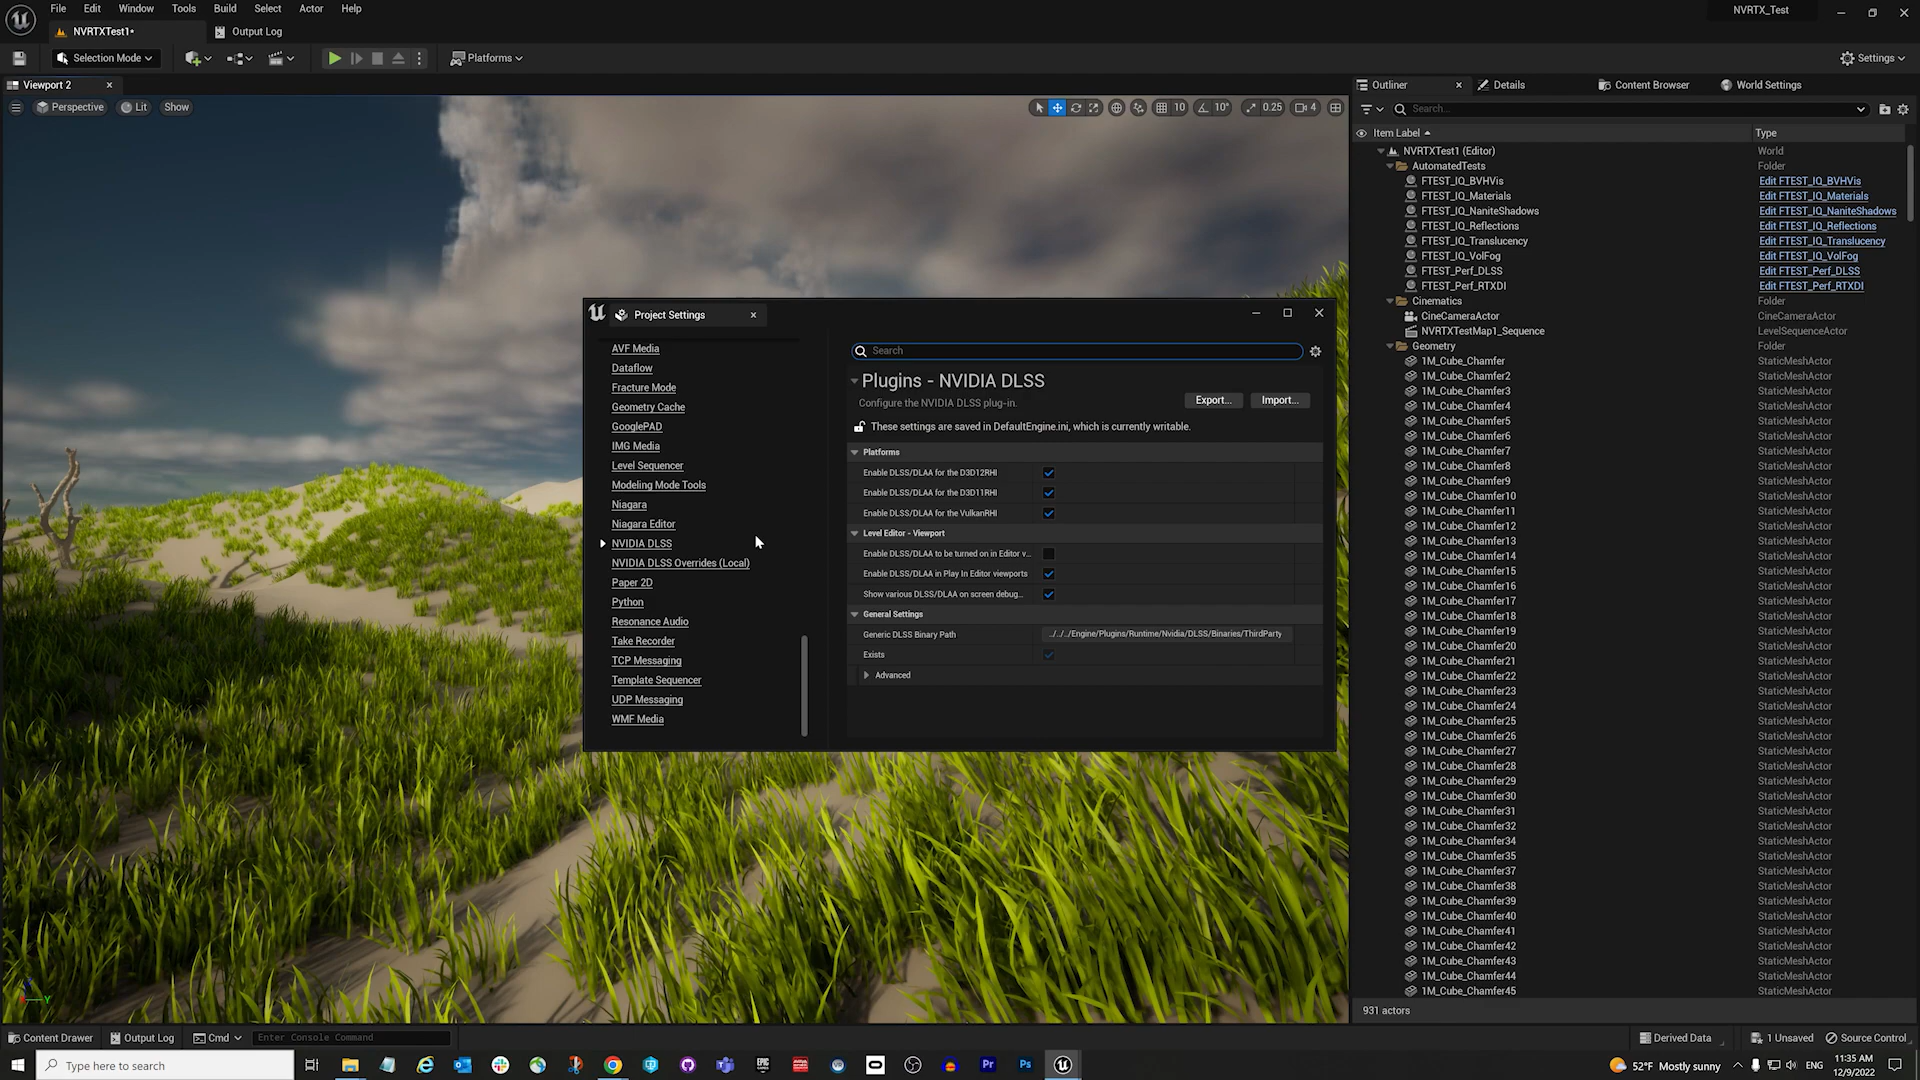 File Edit Window Tools Build Select Actor Help
NVRTX_Test
NVRTXTest1*
Output Log
Selection Mode
Platforms
Settings
Viewport 2
Perspective
Lit
Show
10
10°
0.25
4
Outliner
Details
Content Browser
World Settings
Search...
Item Label
Type
NVRTXTest1 (Editor) World
AutomatedTests Folder
FTEST_IQ_BVHVis Edit FTEST_IQ_BVHVis
FTEST_IQ_Materials Edit FTEST_IQ_Materials
FTEST_IQ_NaniteShadows Edit FTEST_IQ_NaniteShadows
FTEST_IQ_Reflections Edit FTEST_IQ_Reflections
FTEST_IQ_Translucency Edit FTEST_IQ_Translucency
FTEST_IQ_VolFog Edit FTEST_IQ_VolFog
FTEST_Perf_DLSS Edit FTEST_Perf_DLSS
FTEST_Perf_RTXDI Edit FTEST_Perf_RTXDI
Cinematics Folder
CineCameraActor CineCameraActor
NVRTXTestMap1_Sequence LevelSequenceActor
Geometry Folder
1M_Cube_Chamfer StaticMeshActor
1M_Cube_Chamfer2 StaticMeshActor
1M_Cube_Chamfer3 StaticMeshActor
1M_Cube_Chamfer4 StaticMeshActor
1M_Cube_Chamfer5 StaticMeshActor
1M_Cube_Chamfer6 StaticMeshActor
1M_Cube_Chamfer7 StaticMeshActor
1M_Cube_Chamfer8 StaticMeshActor
1M_Cube_Chamfer9 StaticMeshActor
1M_Cube_Chamfer10 StaticMeshActor
1M_Cube_Chamfer11 StaticMeshActor
1M_Cube_Chamfer12 StaticMeshActor
1M_Cube_Chamfer13 StaticMeshActor
1M_Cube_Chamfer14 StaticMeshActor
1M_Cube_Chamfer15 StaticMeshActor
1M_Cube_Chamfer16 StaticMeshActor
1M_Cube_Chamfer17 StaticMeshActor
1M_Cube_Chamfer18 StaticMeshActor
1M_Cube_Chamfer19 StaticMeshActor
1M_Cube_Chamfer20 StaticMeshActor
1M_Cube_Chamfer21 StaticMeshActor
1M_Cube_Chamfer22 StaticMeshActor
1M_Cube_Chamfer23 StaticMeshActor
1M_Cube_Chamfer24 StaticMeshActor
1M_Cube_Chamfer25 StaticMeshActor
1M_Cube_Chamfer26 StaticMeshActor
1M_Cube_Chamfer27 StaticMeshActor
1M_Cube_Chamfer28 StaticMeshActor
1M_Cube_Chamfer29 StaticMeshActor
1M_Cube_Chamfer30 StaticMeshActor
1M_Cube_Chamfer31 StaticMeshActor
1M_Cube_Chamfer32 StaticMeshActor
1M_Cube_Chamfer34 StaticMeshActor
1M_Cube_Chamfer35 StaticMeshActor
1M_Cube_Chamfer37 StaticMeshActor
1M_Cube_Chamfer38 StaticMeshActor
1M_Cube_Chamfer39 StaticMeshActor
1M_Cube_Chamfer40 StaticMeshActor
1M_Cube_Chamfer41 StaticMeshActor
1M_Cube_Chamfer42 StaticMeshActor
1M_Cube_Chamfer43 StaticMeshActor
1M_Cube_Chamfer44 StaticMeshActor
1M_Cube_Chamfer45 StaticMeshActor
931 actors
Project Settings
AVF Media
Dataflow
Fracture Mode
Geometry Cache
GooglePAD
IMG Media
Level Sequencer
Modeling Mode Tools
Niagara
Niagara Editor
NVIDIA DLSS
NVIDIA DLSS Overrides (Local)
Paper 2D
Python
Resonance Audio
Take Recorder
TCP Messaging
Template Sequencer
UDP Messaging
WMF Media
Search
Plugins - NVIDIA DLSS
Configure the NVIDIA DLSS plug-in.
Export...
Import...
These settings are saved in DefaultEngine.ini, which is currently writable.
Platforms
Enable DLSS/DLAA for the D3D12RHI
Enable DLSS/DLAA for the D3D11RHI
Enable DLSS/DLAA for the VulkanRHI
Level Editor - Viewport
Enable DLSS/DLAA to be turned on in Editor v...
Enable DLSS/DLAA in Play In Editor viewports
Show various DLSS/DLAA on screen debug...
General Settings
Generic DLSS Binary Path ../../../Engine/Plugins/Runtime/Nvidia/DLSS/Binaries/ThirdParty
Exists
Advanced
Y
Content Drawer
Output Log
Cmd
Enter Console Command
Derived Data
1 Unsaved
Source Control
Type here to search
EPIC GAMES
Pr
Ps
52°F Mostly sunny
ENG
11:35 AM
12/9/2022